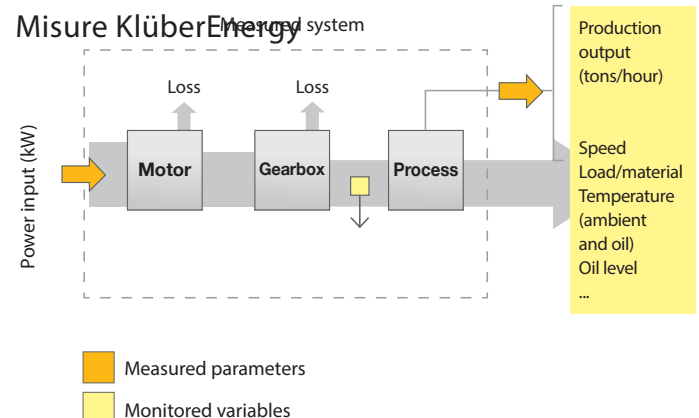 Misure KlüberEnergy
Measured system
Production
output
(tons/hour)
Loss
Loss
Power input (kW)
Motor
Gearbox
Process
Speed
Load/material
Temperature
(ambient
and oil)
Oil level
...
Measured parameters
Monitored variables